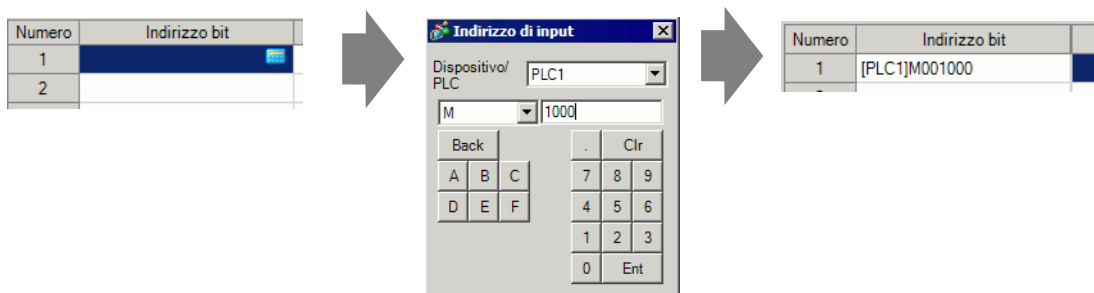 Numero Indirizzo bit
1
2
Indirizzo di input
Dispositivo/
PLC
PLC1
M 1000
Back . Clr
A B C 7 8 9
D E F 4 5 6
1 2 3
0 Ent
Numero Indirizzo bit
1 [PLC1]M001000